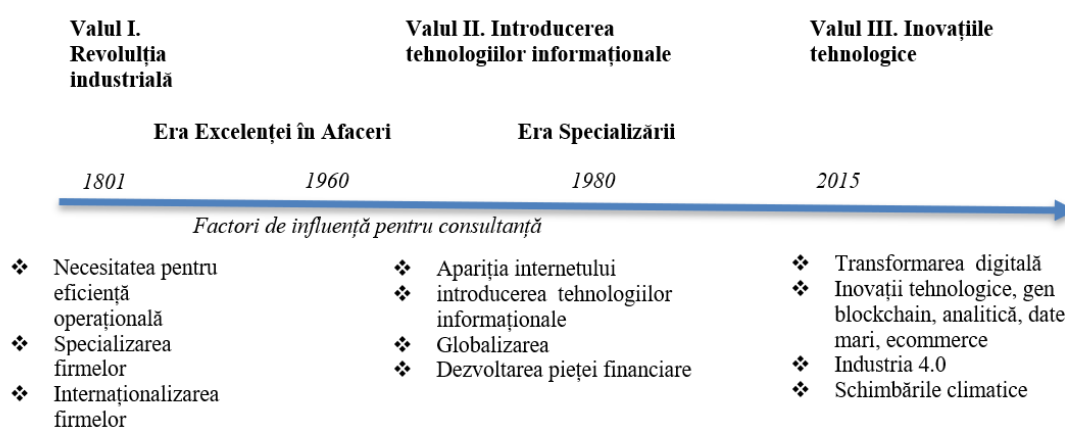 Valul I.
Revolulția
industrială
Valul II. Introducerea
tehnologiilor informaționale
Valul III. Inovațiile
tehnologice
Era Excelenței în Afaceri
Era Specializării
1801
1960
1980
2015
Factori de influență pentru consultanță
❖ Necesitatea pentru
eficiență
operațională
❖ Specializarea
firmelor
❖ Internaționalizarea
firmelor
❖ Apariția internetului
❖ introducerea tehnologiilor
informaționale
❖ Globalizarea
❖ Dezvoltarea pieței financiare
❖ Transformarea digitală
❖ Inovații tehnologice, gen
blockchain, analitică, date
mari, ecommerce
❖ Industria 4.0
❖ Schimbările climatice